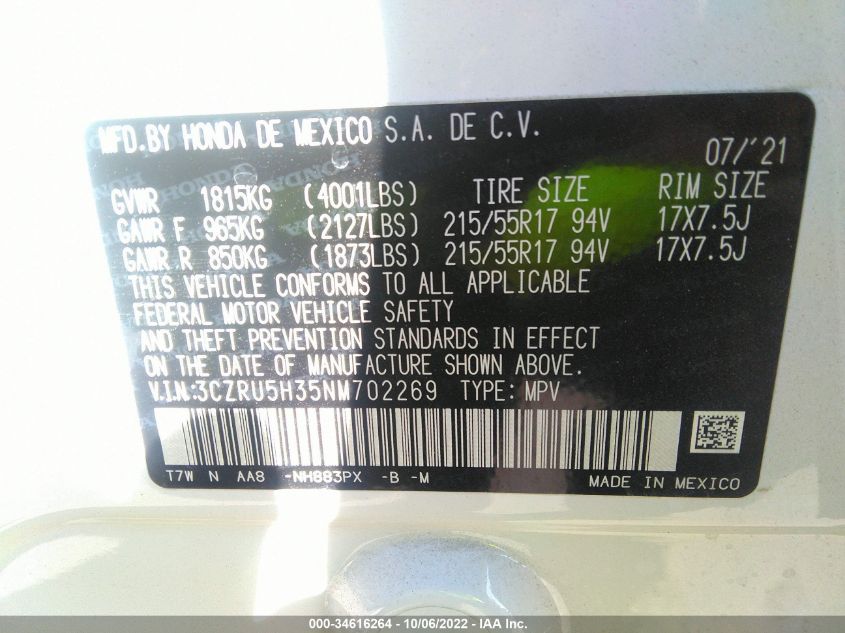 MFD.BY HONDA DE MEXICO S.A. DE C.V.
07/'21
GVWR 1815KG (4001LBS) TIRE SIZE RIM SIZE
GAWR F 965KG (2127LBS) 215/55R17 94V 17X7.5J
GAWR R 850KG (1873LBS) 215/55R17 94V 17X7.5J
THIS VEHICLE CONFORMS TO ALL APPLICABLE
FEDERAL MOTOR VEHICLE SAFETY
AND THEFT PREVENTION STANDARDS IN EFFECT
ON THE DATE OF MANUFACTURE SHOWN ABOVE.
V.I.N:3CZRU5H35NM702269 TYPE: MPV
T7W N AA8 -NH883PX -B -M
MADE IN MEXICO
000-34616264 - 10/06/2022 - IAA Inc.